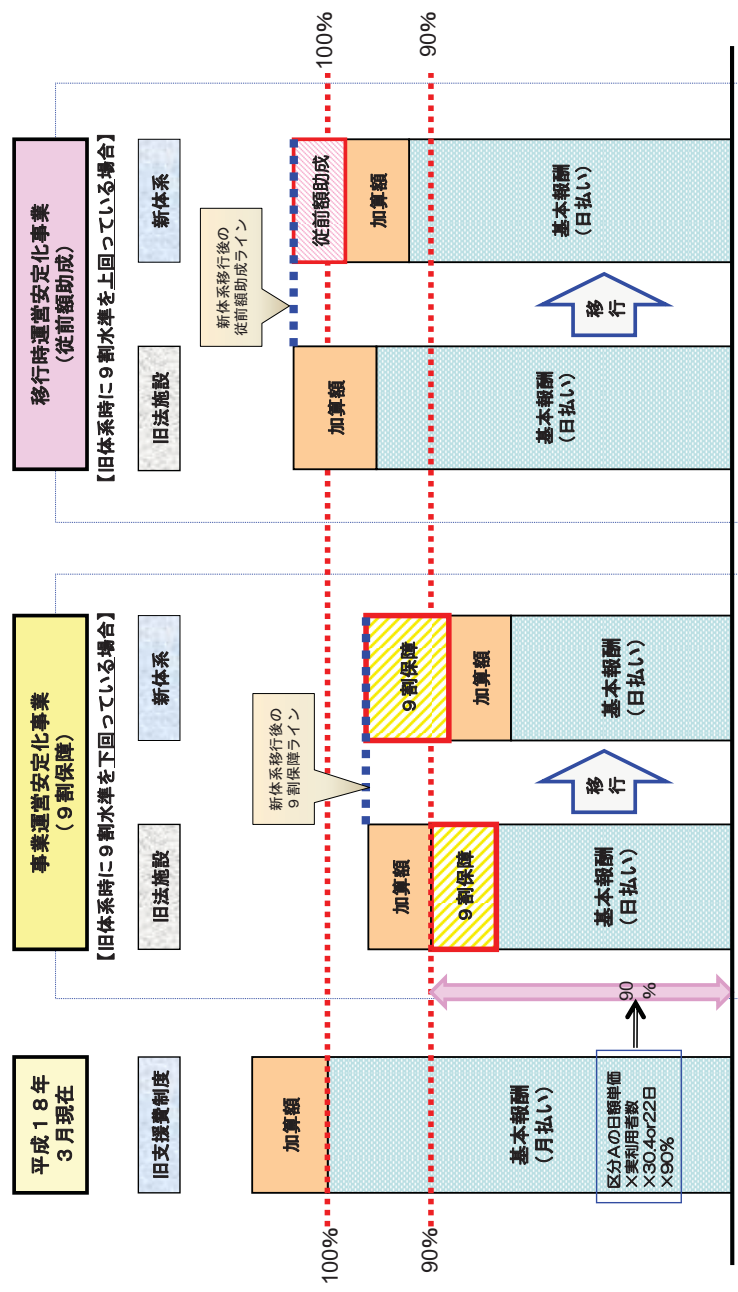 平成18年
3月現在
旧支援費制度
加算額
基本報酬
(月払い)
区分Aの日額単価
×実利用者数
×30.4or22日
×90%
100%
90%
90
%
事業運営安定化事業
(9割保障)
【旧体系時に9割水準を下回っている場合】
旧法施設
加算額
9割保障
基本報酬
(日払い)
移
行
新体系移行後の
9割保障ライン
新体系
9割保障
加算額
基本報酬
(日払い)
移行時運営安定化事業
(従前額助成)
【旧体系時に9割水準を上回っている場合】
旧法施設
加算額
基本報酬
(日払い)
移
行
新体系移行後の
従前額助成ライン
新体系
従前額助成
加算額
基本報酬
(日払い)
100%
90%